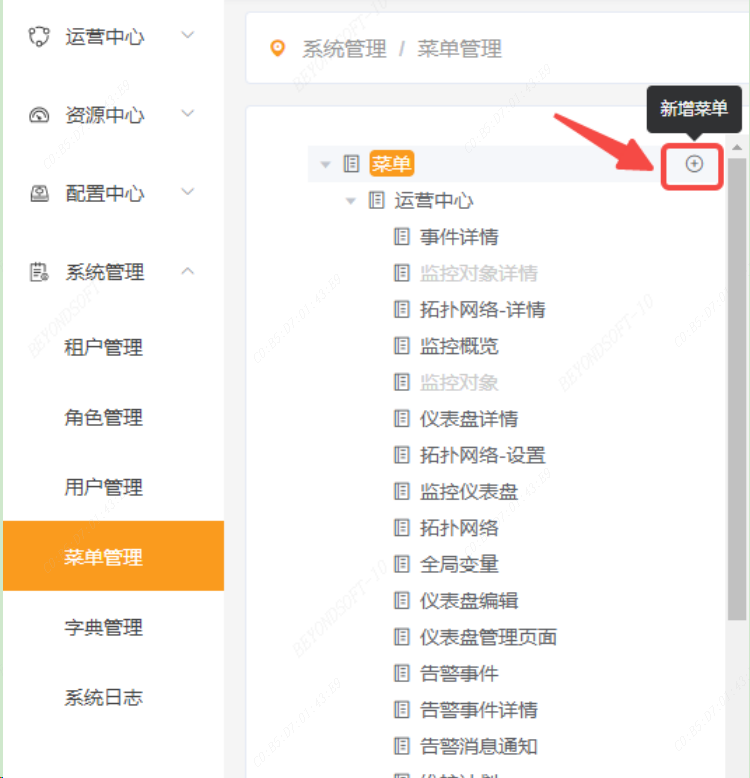 运营中心
资源中心
配置中心
系统管理
租户管理
角色管理
用户管理
菜单管理
字典管理
系统日志
系统管理 / 菜单管理
新增菜单
菜单
运营中心
事件详情
监控对象详情
拓扑网络-详情
监控概览
监控对象
仪表盘详情
拓扑网络-设置
监控仪表盘
拓扑网络
全局变量
仪表盘编辑
仪表盘管理页面
告警事件
告警事件详情
告警消息通知